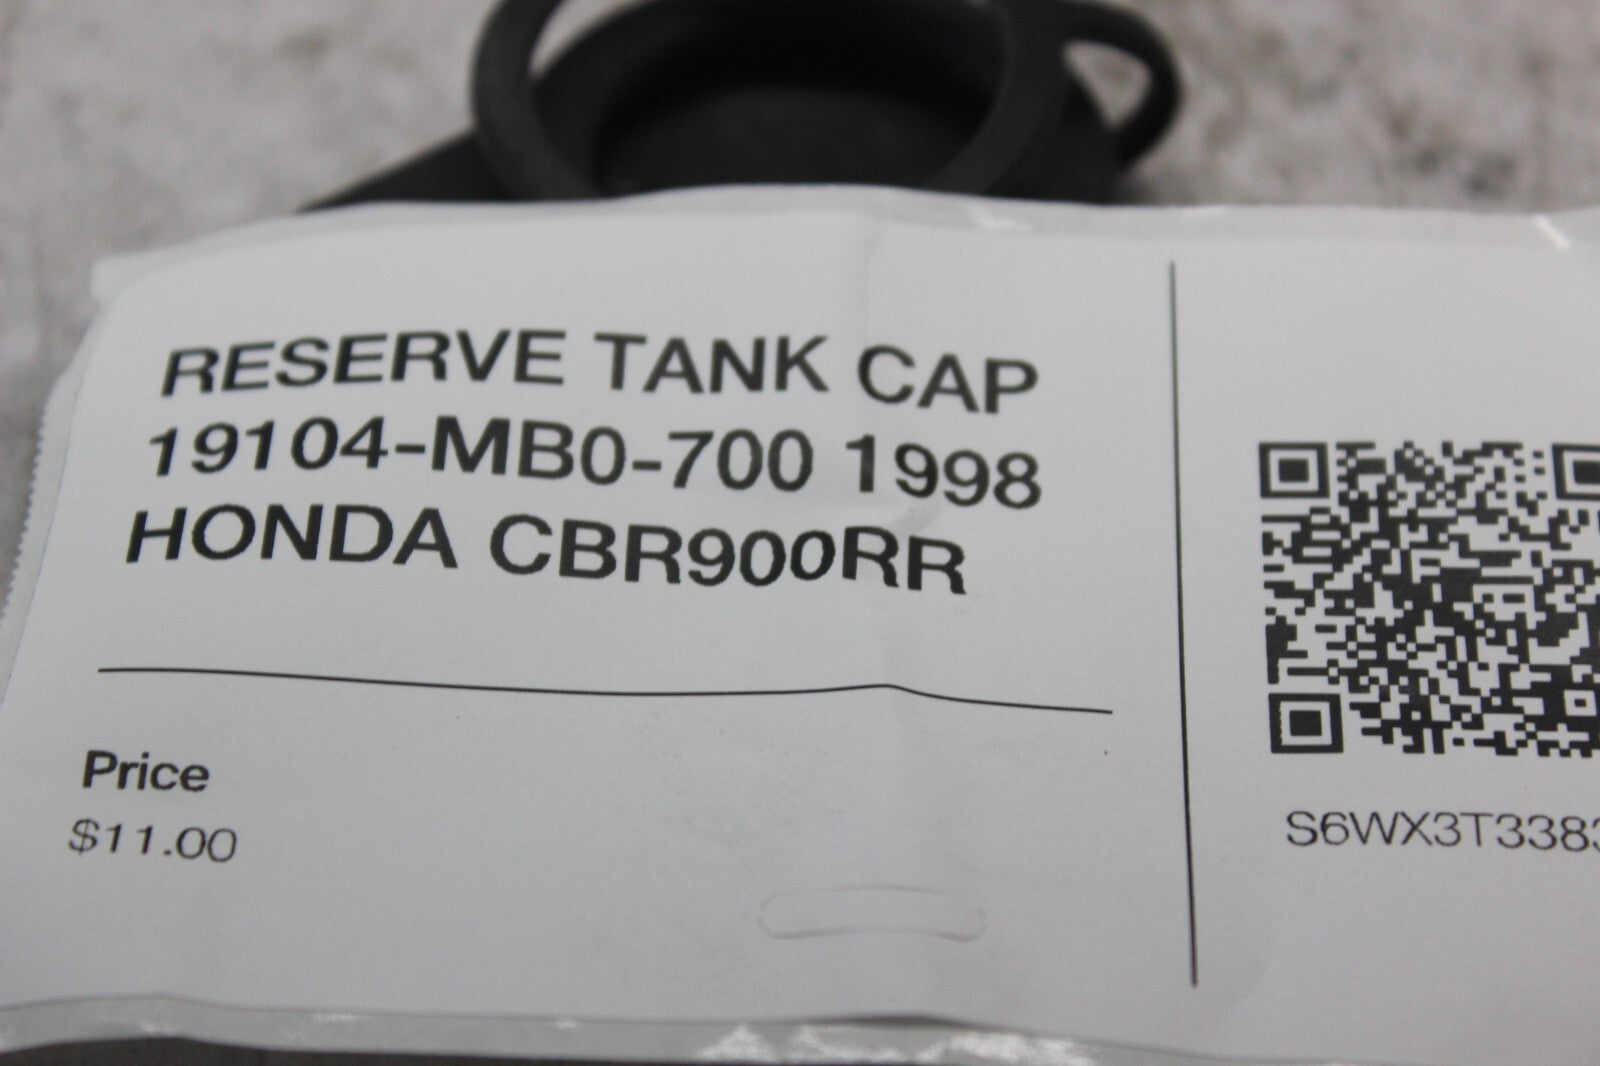 RESERVE TANK CAP
19104-MB0-700 1998
HONDA CBR900RR
Price
$11.00